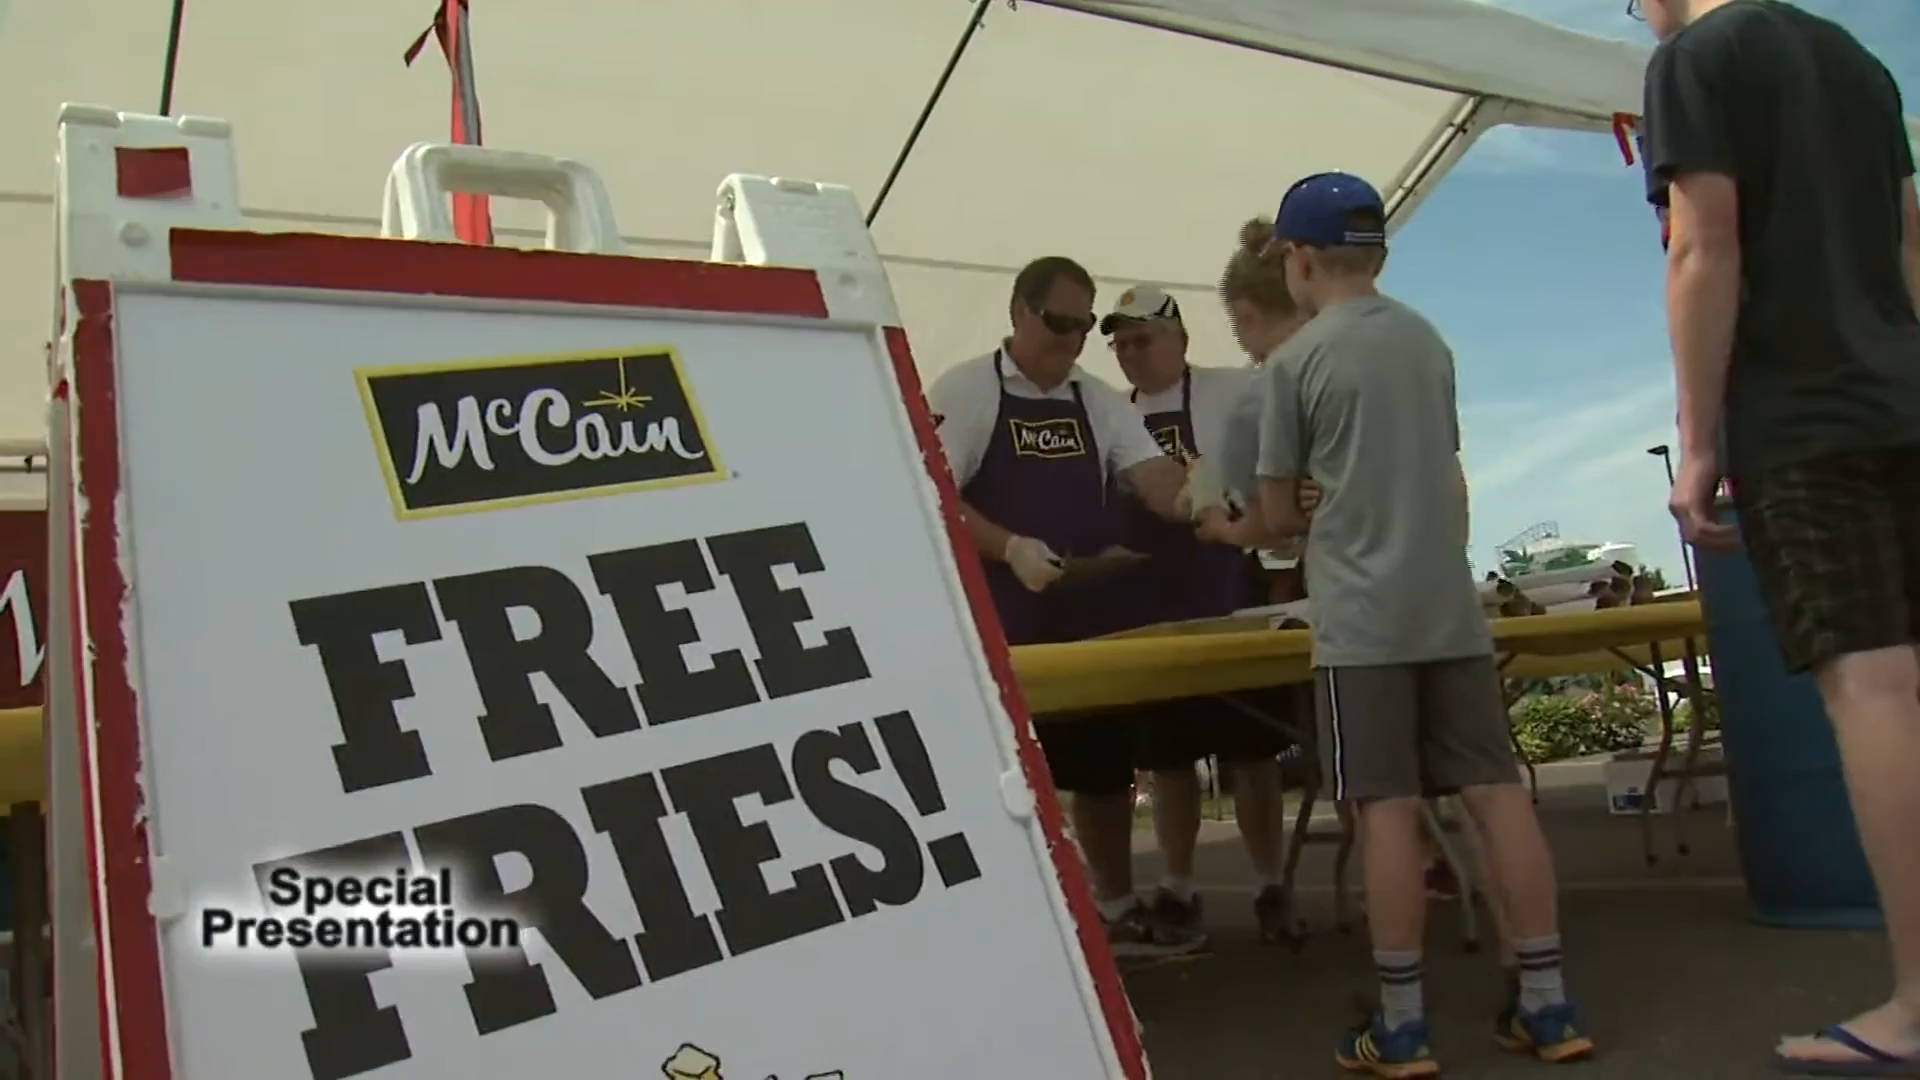 McCain
FREE
FRIES!
McCain
Special
Presentation